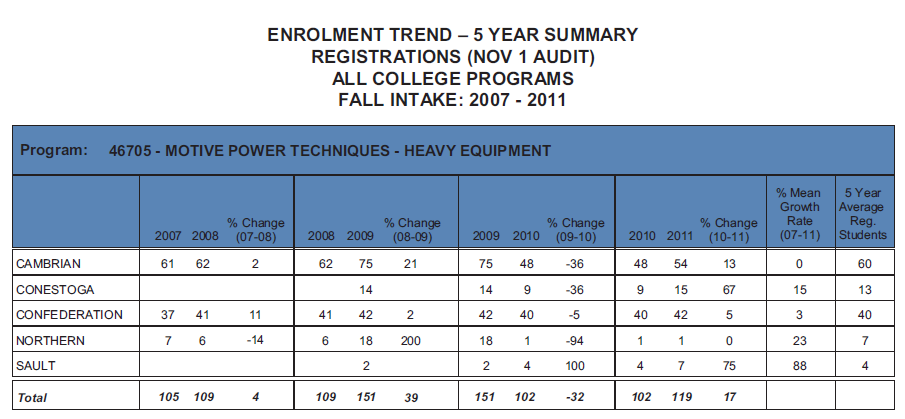 ENROLMENT TREND – 5 YEAR SUMMARY
REGISTRATIONS (NOV 1 AUDIT)
ALL COLLEGE PROGRAMS
FALL INTAKE: 2007 - 2011
Program: 46705 - MOTIVE POWER TECHNIQUES - HEAVY EQUIPMENT
% Mean 5 Year
Growth Average
% Change % Change % Change % Change Rate Reg.
2007 2008 (07-08) 2008 2009 (08-09) 2009 2010 (09-10) 2010 2011 (10-11) (07-11) Students
CAMBRIAN 61 62 2 62 75 21 75 48 -36 48 54 13 0 60
CONESTOGA 14 14 9 -36 9 15 67 15 13
CONFEDERATION 37 41 11 41 42 2 42 40 -5 40 42 5 3 40
NORTHERN 7 6 -14 6 18 200 18 1 -94 1 1 0 23 7
SAULT 2 2 4 100 4 7 75 88 4
Total 105 109 4 109 151 39 151 102 -32 102 119 17